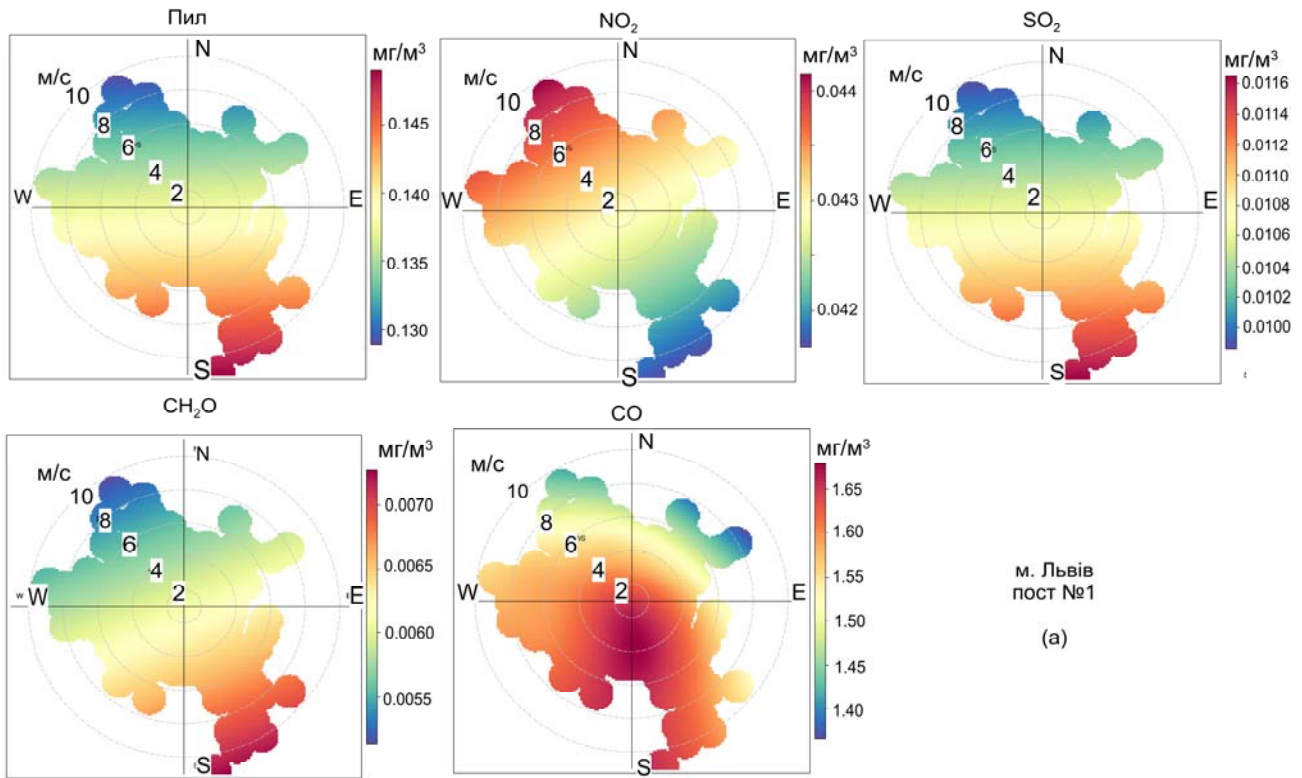 Пил
NO₂
SO₂
N
мг/м³
м/с
10
8
6
4
2
W
E
S
0.145
0.140
0.135
0.130
N
мг/м³
м/с
10
8
6
4
2
W
E
S
0.044
0.043
0.042
N
мг/м³
м/с
10
8
6
4
2
W
E
S
0.0116
0.0114
0.0112
0.0110
0.0108
0.0106
0.0104
0.0102
0.0100
CH₂O
CO
'N
мг/м³
м/с
10
8
6
4
2
W
E
S
0.0070
0.0065
0.0060
0.0055
N
мг/м³
м/с
10
8
6
4
2
W
E
S
1.65
1.60
1.55
1.50
1.45
1.40
м. Львів
пост №1
(а)